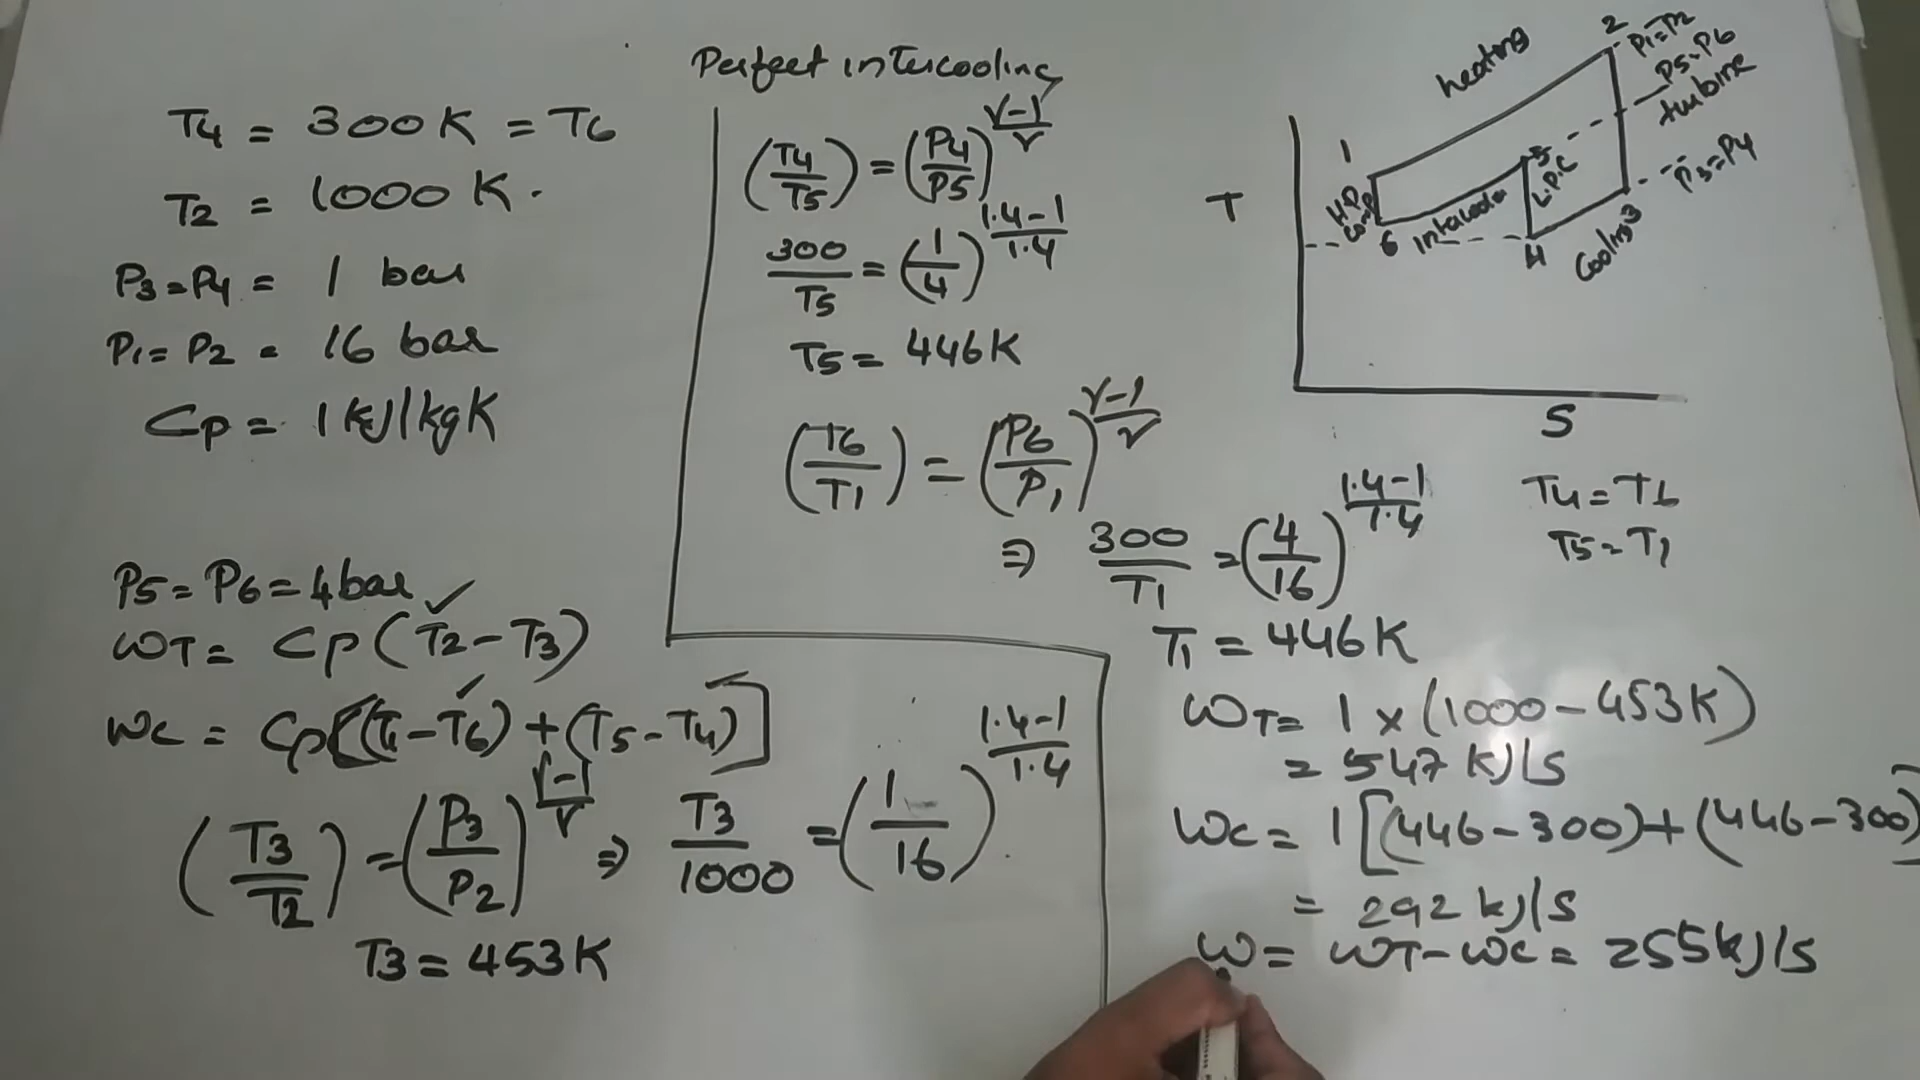 Perfect intercooling
T4 = 300K = T6
T2 = 1000 K.
P3 = P4 = 1 bar
P1 = P2 = 16 bar
Cp = 1 kJ/kgK
P5 = P6 = 4 bar
WT = Cp (T2 - T3)
Wc = Cp[(T1 - T6) + (T5 - T4)]
(T3/T2) = (P3/P2)^(γ-1/γ) ⇒ T3/1000 = (1/16)^(1.4-1/1.4)
T3 = 453K
(T4/T5) = (P4/P5)^(γ-1/γ)
300/T5 = (1/4)^(1.4-1/1.4)
T5 = 446K
(T6/T1) = (P6/P1)^(γ-1/γ)
⇒ 300/T1 = (4/16)^(1.4-1/1.4)
T1 = 446K
WT = 1 x (1000 - 453K)
= 547 kJ/s
Wc = 1[(446 - 300) + (446 - 300)]
= 292 kJ/s
W = WT - Wc = 255kJ/s
T
S
1
2
3
4
5
6
heating
P1 = P2
P5 = P6
turbine
P3 = P4
cooling
L.P.C
intercooler
H.P
comp
T4 = T6
T5 = T1